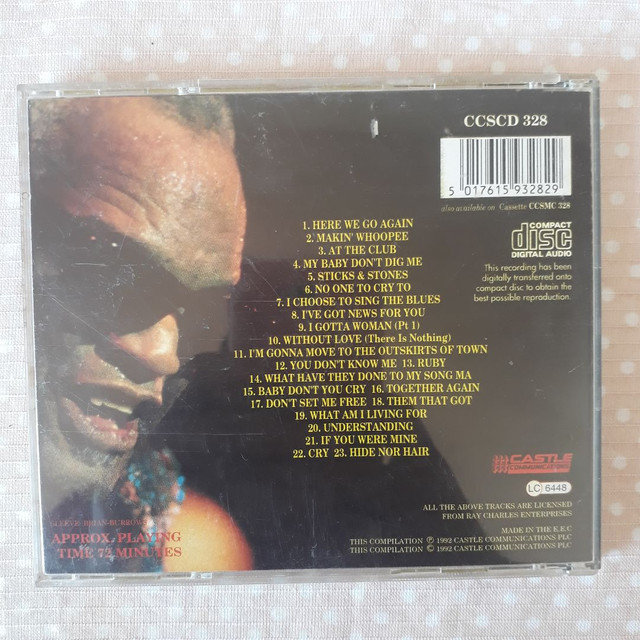 CCSCD 328
5 017615 932829
also available on Cassette CCSMC 328
COMPACT
disc
DIGITAL AUDIO
This recording has been
digitally transferred onto
compact disc to obtain the
best possible reproduction.
1. HERE WE GO AGAIN
2. MAKIN' WHOOPEE
3. AT THE CLUB
4. MY BABY DON'T DIG ME
5. STICKS & STONES
6. NO ONE TO CRY TO
7. I CHOOSE TO SING THE BLUES
8. I'VE GOT NEWS FOR YOU
9. I GOTTA WOMAN (Pt 1)
10. WITHOUT LOVE (There Is Nothing)
11. I'M GONNA MOVE TO THE OUTSKIRTS OF TOWN
12. YOU DON'T KNOW ME 13. RUBY
14. WHAT HAVE THEY DONE TO MY SONG MA
15. BABY DON'T YOU CRY 16. TOGETHER AGAIN
17. DON'T SET ME FREE 18. THEM THAT GOT
19. WHAT AM I LIVING FOR
20. UNDERSTANDING
21. IF YOU WERE MINE
22. CRY 23. HIDE NOR HAIR
CASTLE
COMMUNICATIONS
LC 6448
ALL THE ABOVE TRACKS ARE LICENSED
FROM RAY CHARLES ENTERPRISES
MADE IN THE E.E.C
THIS COMPILATION ℗ 1992 CASTLE COMMUNICATIONS PLC
THIS COMPILATION © 1992 CASTLE COMMUNICATIONS PLC
BRIAN BURROWS
APPROX. PLAYING
TIME 72 MINUTES